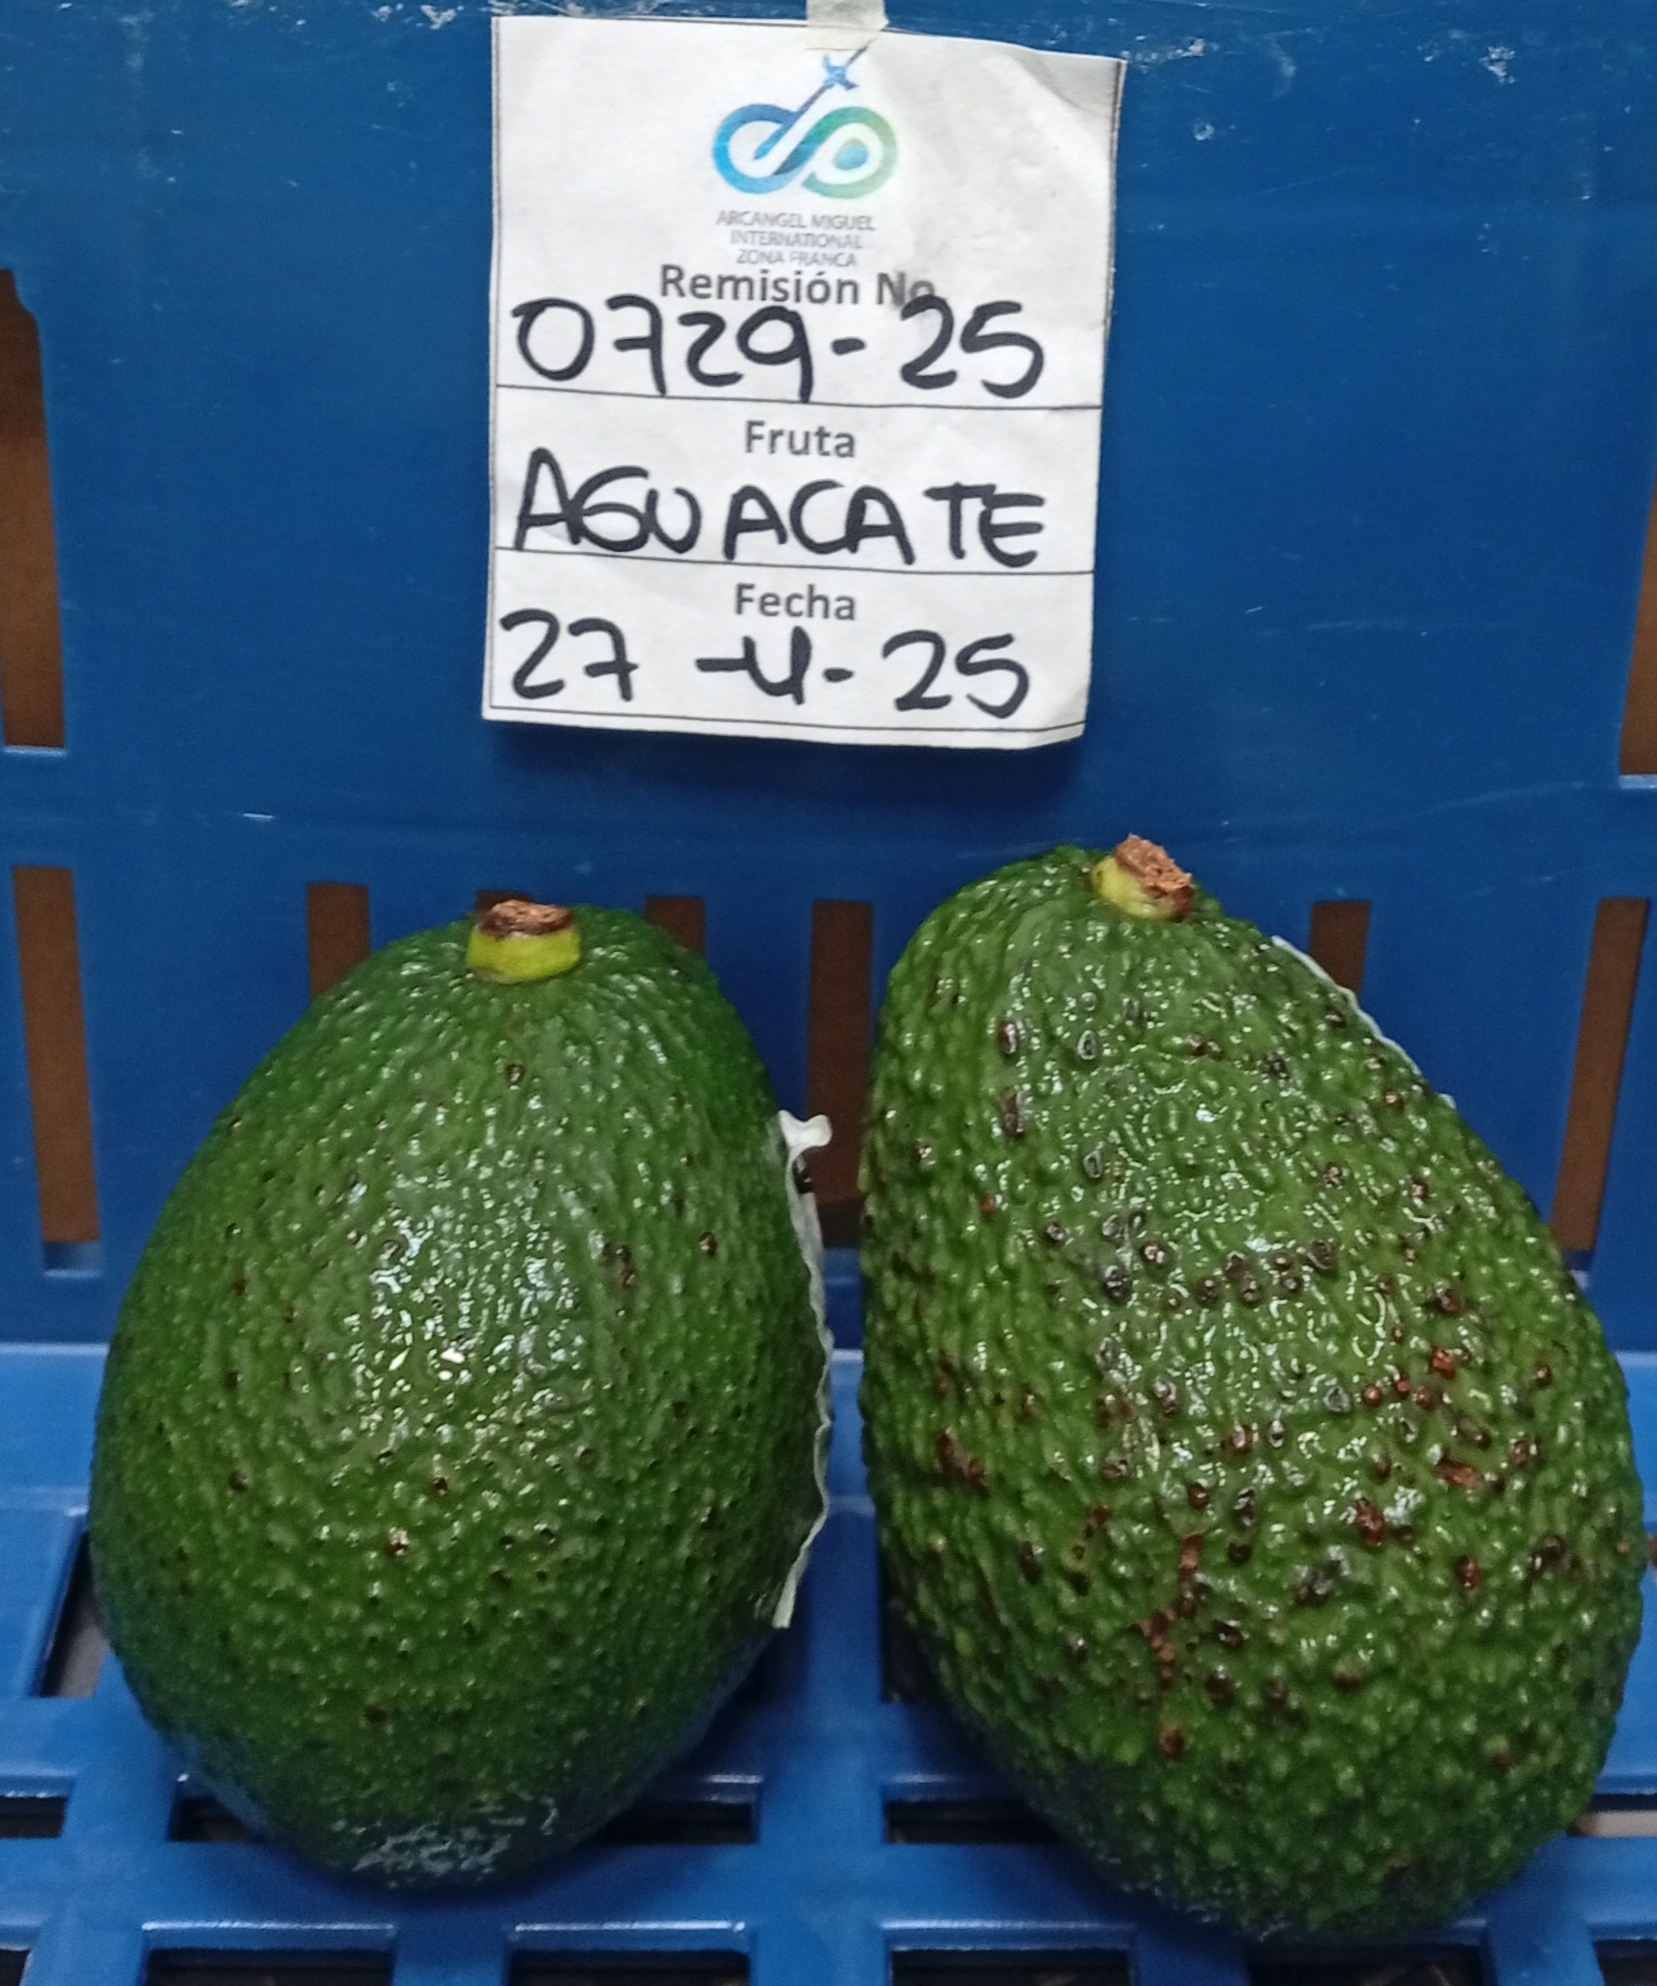 ARCANGEL MIGUEL
INTERNATIONAL
ZONA FRANCA
Remisión No
0729-25
Fruta
AGUACATE
Fecha
27-4-25